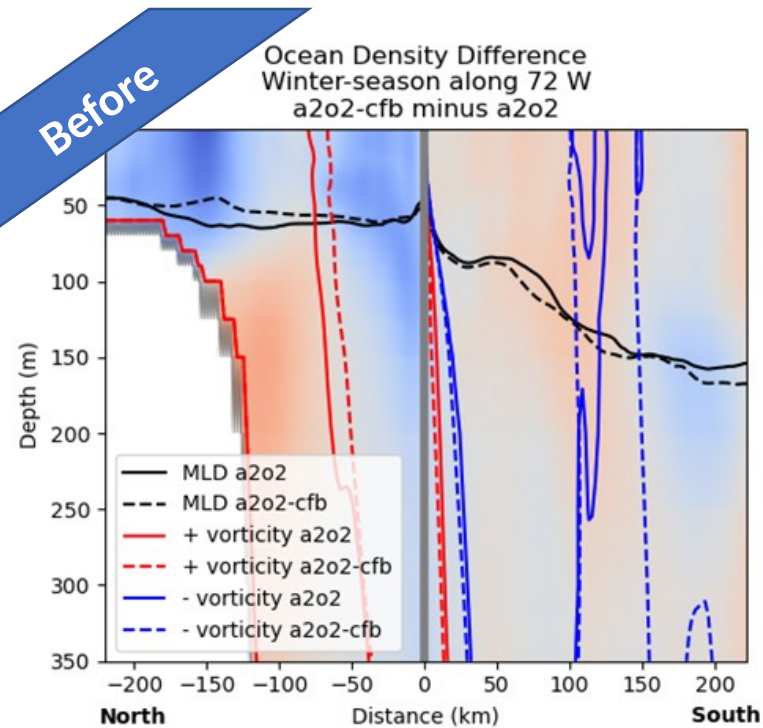 Before
Ocean Density Difference
Winter-season along 72 W
a2o2-cfb minus a2o2
50
100
150
200
250
300
350
Depth (m)
MLD a2o2
MLD a2o2-cfb
+ vorticity a2o2
+ vorticity a2o2-cfb
- vorticity a2o2
- vorticity a2o2-cfb
−200 −150 −100 −50 0 50 100 150 200
North Distance (km) South